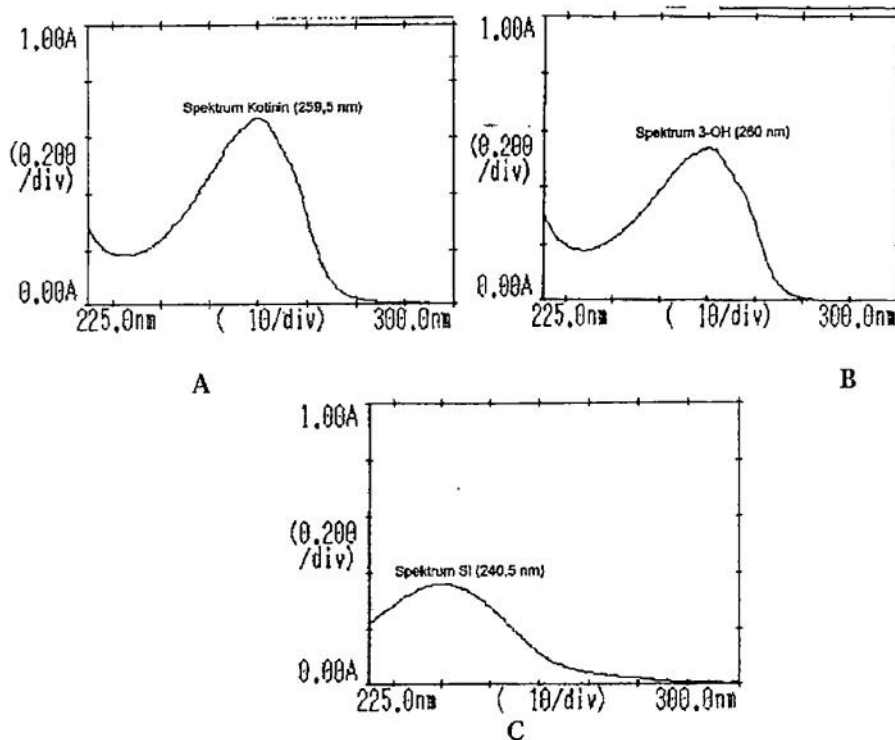 1.00A
Spektrum Kotinin (259,5 nm)
(0.200
/div)
0.00A
225.0nm ( 10/div) 300.0nm
A
1.00A
Spektrum 3-OH (260 nm)
(0.200
/div)
0.00A
225.0nm ( 10/div) 300.0nm
B
1.00A
(0.200
/div)
Spektrum SI (240,5 nm)
0.00A
225.0nm ( 10/div) 300.0nm
C